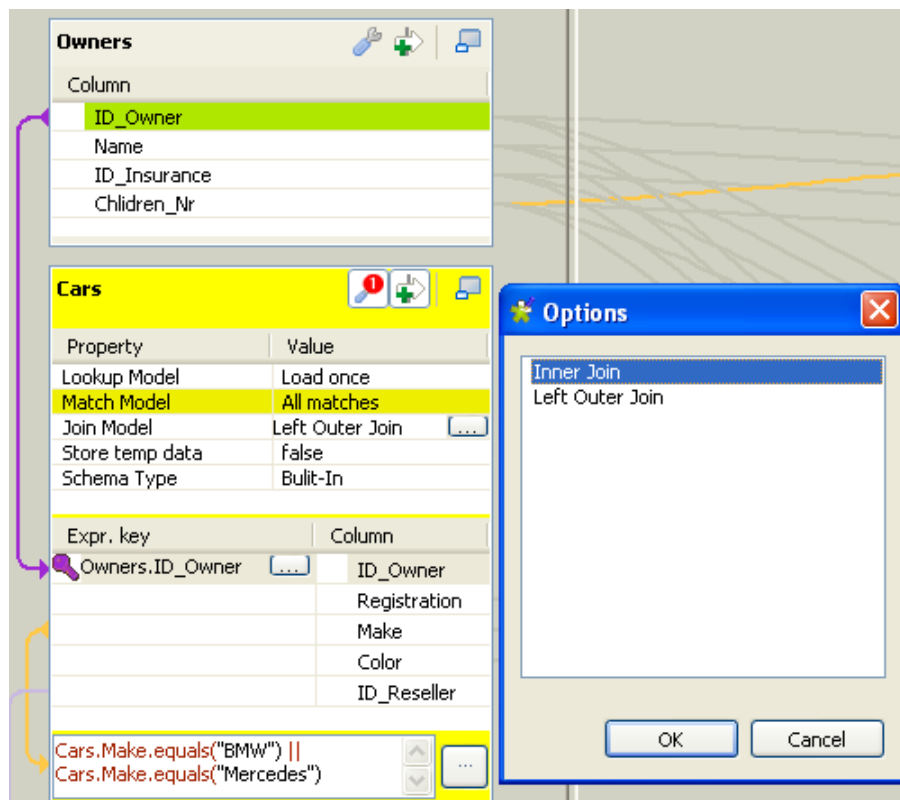 Owners
Column
ID_Owner
Name
ID_Insurance
Chlidren_Nr
Cars
1
Property Value
Lookup Model Load once
Match Model All matches
Join Model Left Outer Join ...
Store temp data false
Schema Type Bulit-In
Expr. key Column
Owners.ID_Owner ... ID_Owner
Registration
Make
Color
ID_Reseller
Cars.Make.equals("BMW") ||
Cars.Make.equals("Mercedes")
...
Options
Inner Join
Left Outer Join
OK Cancel